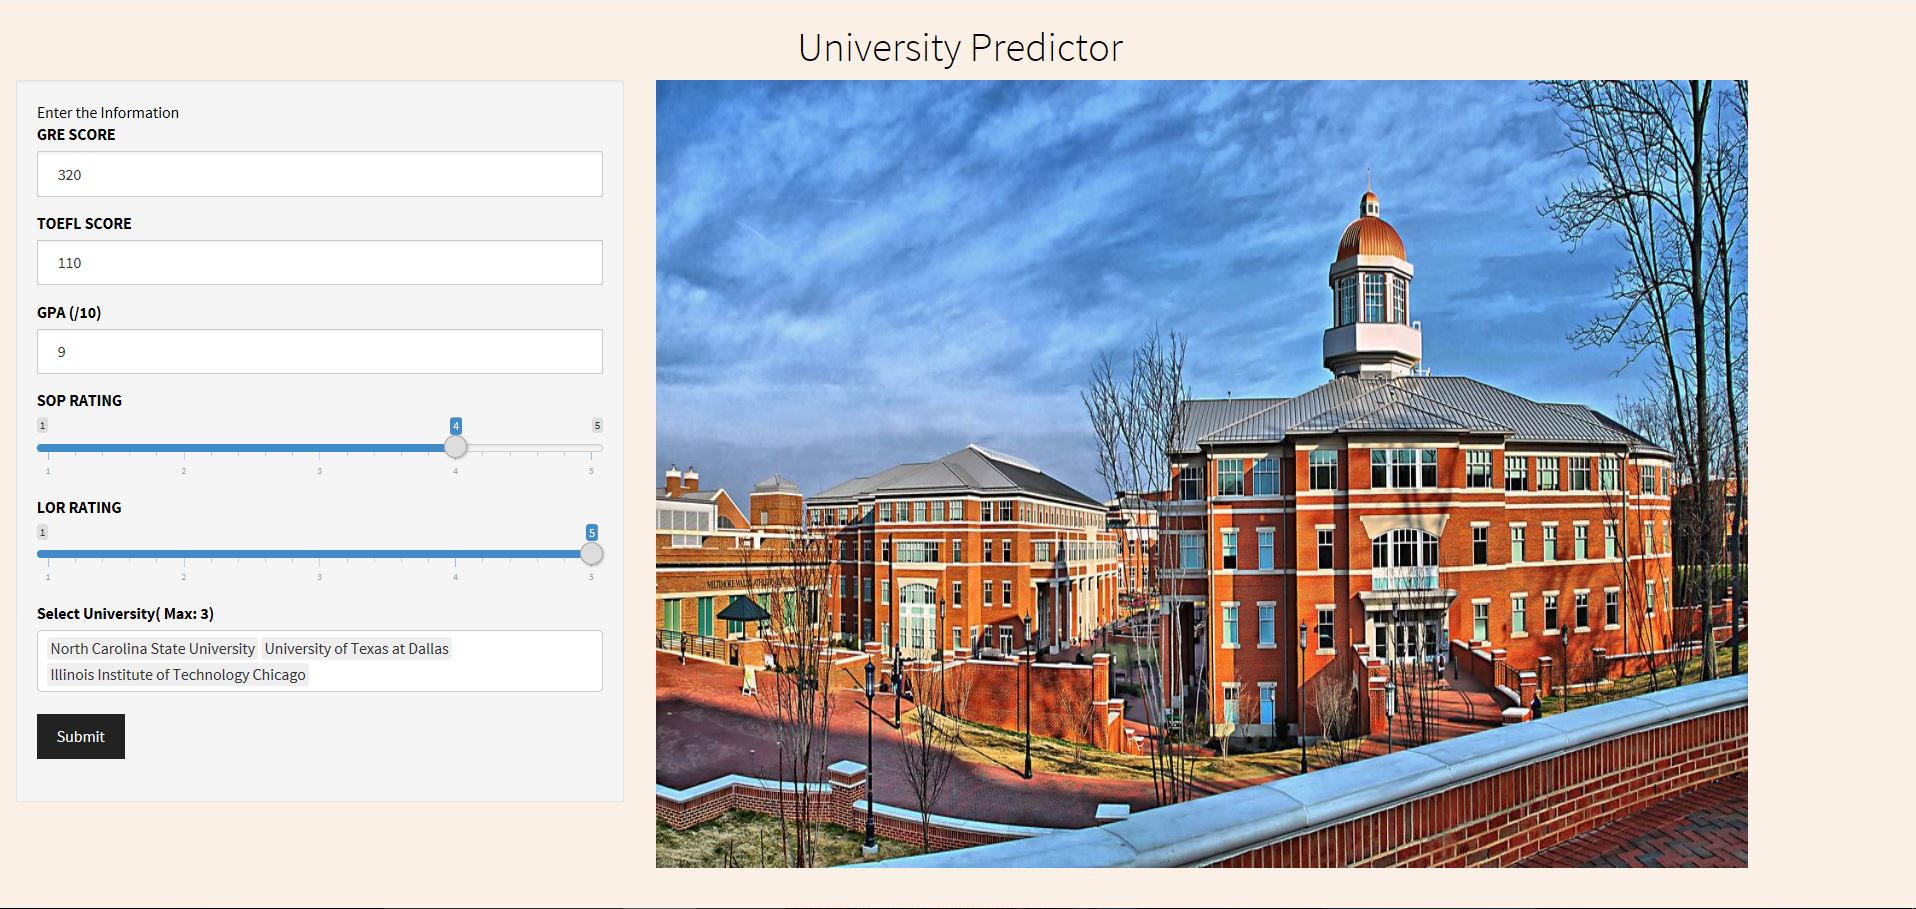 University Predictor
Enter the Information
GRE SCORE
320
TOEFL SCORE
110
GPA (/10)
9
SOP RATING
1 4 5
1 2 3 4 5
LOR RATING
1 5
1 2 3 4 5
Select University( Max: 3)
North Carolina State University University of Texas at Dallas
Illinois Institute of Technology Chicago
Submit